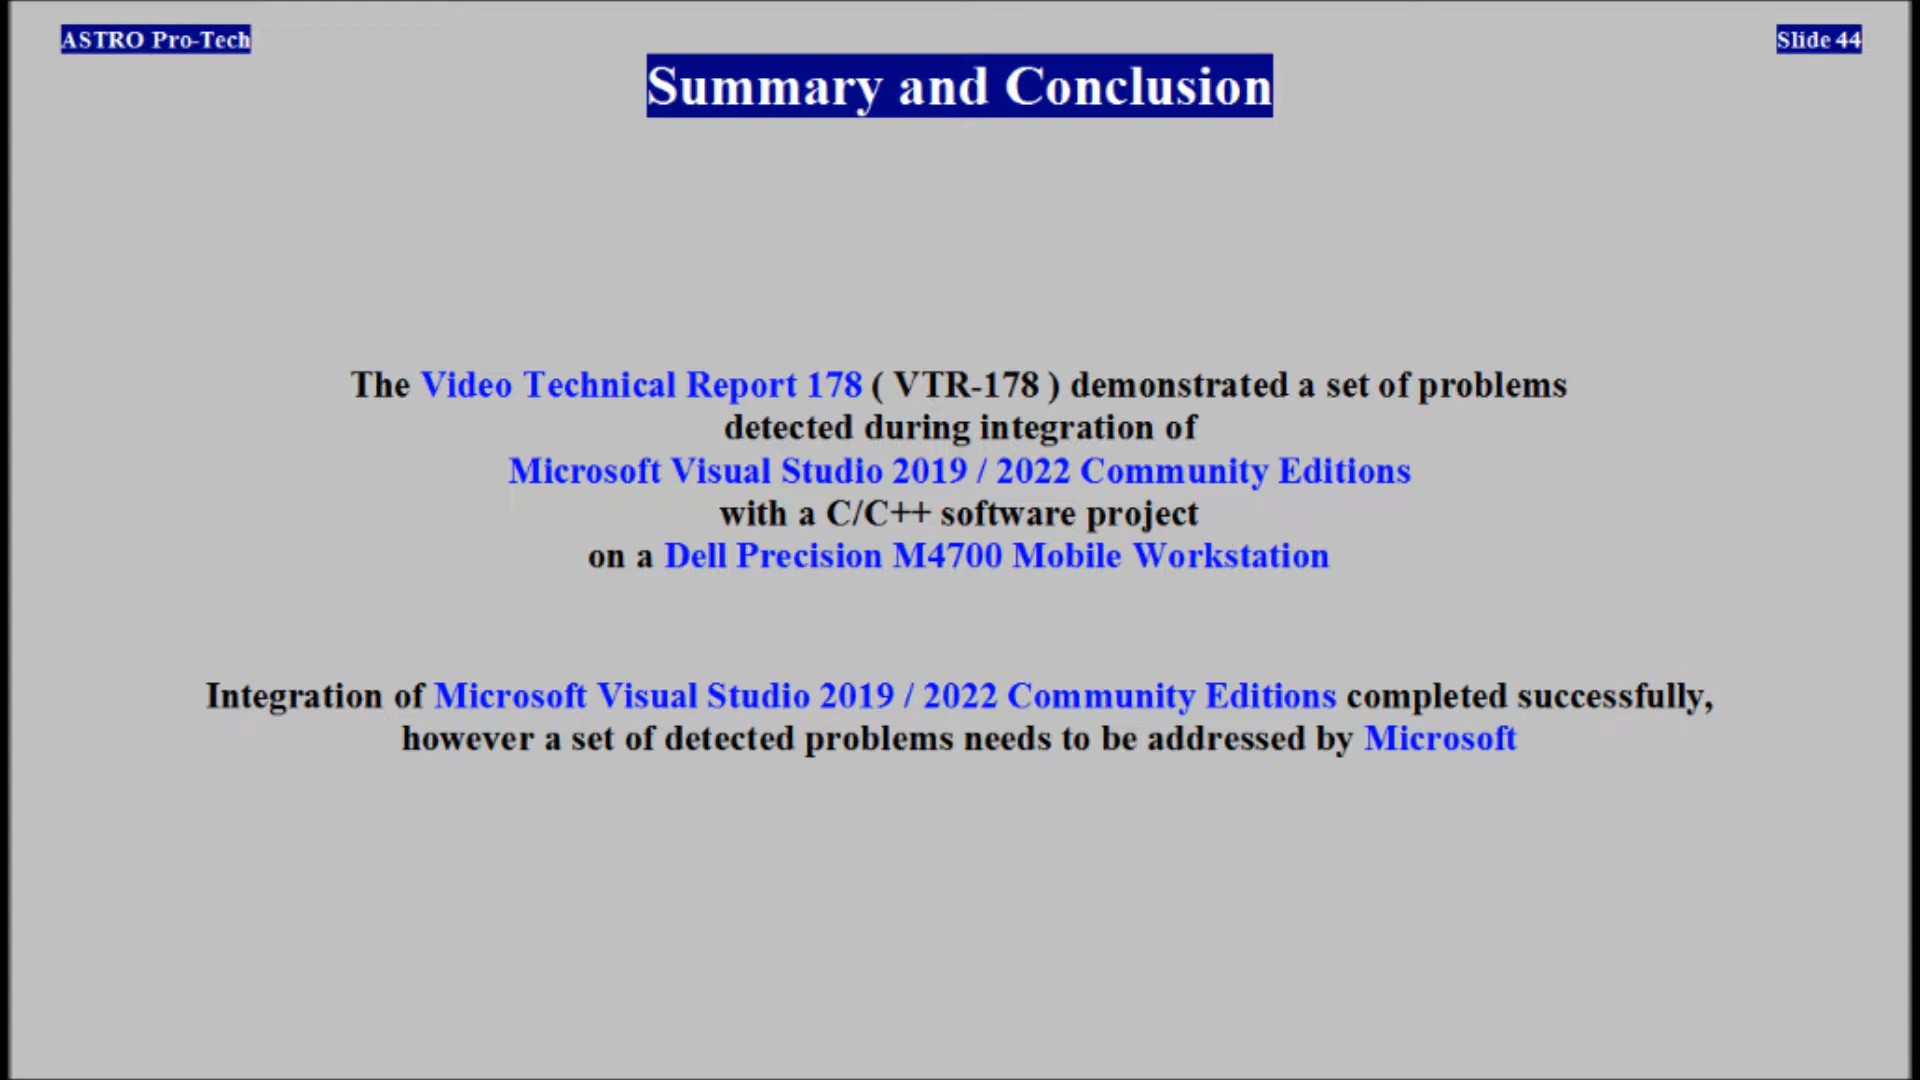 ASTRO Pro-Tech
Slide 44
Summary and Conclusion
The Video Technical Report 178 ( VTR-178 ) demonstrated a set of problems
detected during integration of
Microsoft Visual Studio 2019 / 2022 Community Editions
with a C/C++ software project
on a Dell Precision M4700 Mobile Workstation
Integration of Microsoft Visual Studio 2019 / 2022 Community Editions completed successfully,
however a set of detected problems needs to be addressed by Microsoft